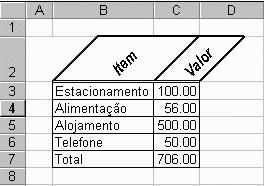 A B C D
1
2 Item Valor
3 Estacionamento 100.00
4 Alimentação 56.00
5 Alojamento 500.00
6 Telefone 50.00
7 Total 706.00
8